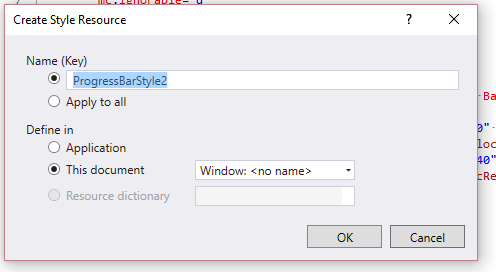 mc:Ignorable="d"
Create Style Resource
Name (Key)
ProgressBarStyle2
Apply to all
Define in
Application
This document
Window: <no name>
Resource dictionary
OK
Cancel
Ba
0"
loc
40"
cRe